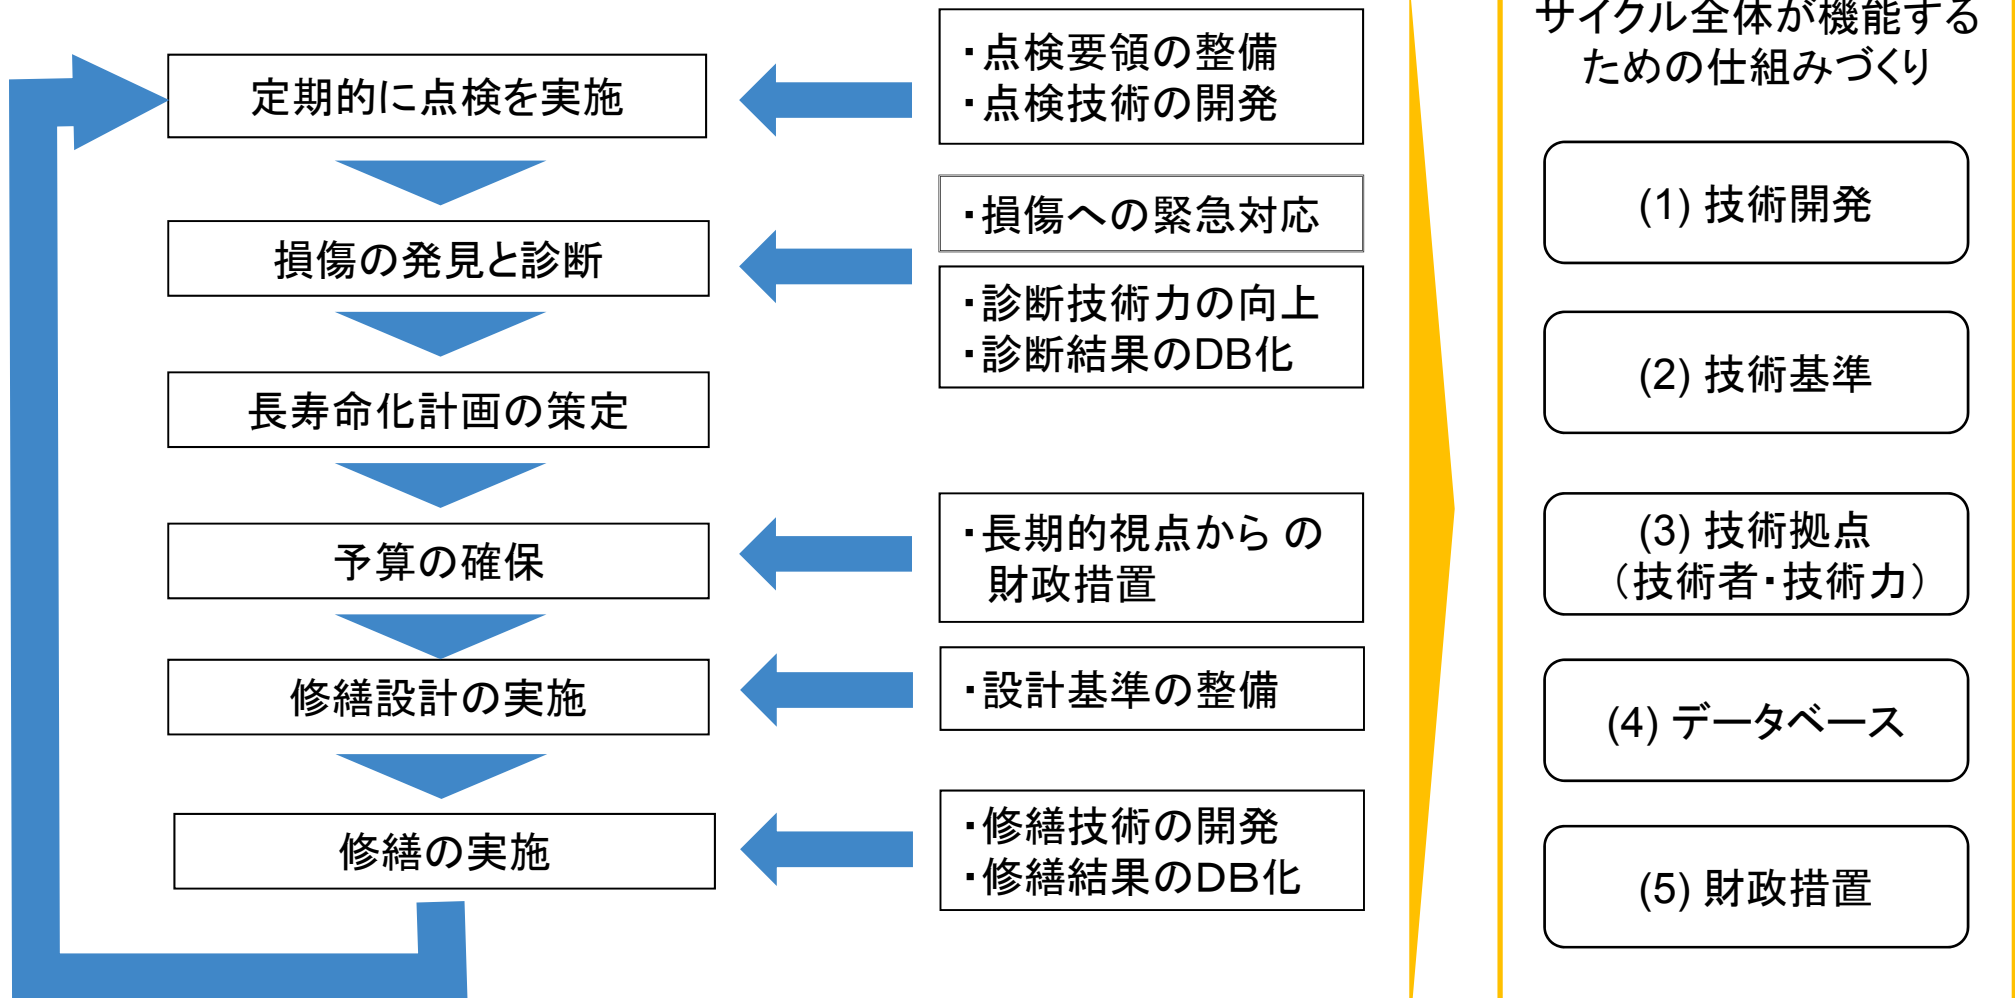 定期的に点検を実施
損傷の発見と診断
長寿命化計画の策定
予算の確保
修繕設計の実施
修繕の実施
・点検要領の整備
・点検技術の開発
・損傷への緊急対応
・診断技術力の向上
・診断結果のDB化
・長期的視点から の
財政措置
・設計基準の整備
・修繕技術の開発
・修繕結果のＤＢ化
サイクル全体が機能する
ための仕組みづくり
(1) 技術開発
(2) 技術基準
(3) 技術拠点
（技術者・技術力）
(4) データベース
(5) 財政措置